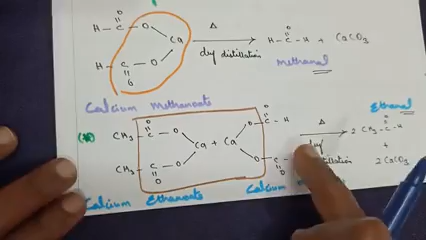 O
H - C - O
Ca
H - C - O
O
Δ
dry distillation
O
H - C - H + CaCO3
Methanal
Calcium Methanoate
O
CH3 - C - O
Ca + Ca
CH3 - C - O
O
O
O - C - H
O - C
O
Δ
dry
distillation
Ethanal
O
2 CH3 - C - H
+
2 CaCO3
Calcium Ethanoate
Calcium